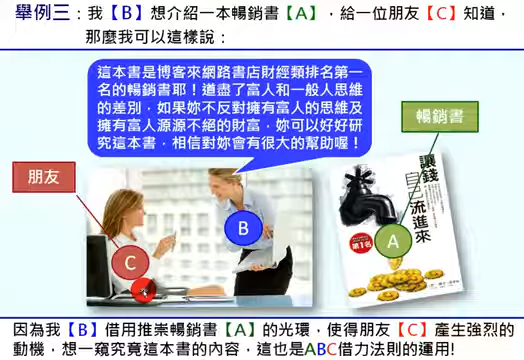 舉例三：我【B】想介紹一本暢銷書【A】，給一位朋友【C】知道，
那麼我可以這樣說：
這本書是博客來網路書店財經類排名第一
名的暢銷書耶！道盡了富人和一般人思維
的差別，如果妳不反對擁有富人的思維及
擁有富人源源不絕的財富，妳可以好好研
究這本書，相信對妳會有很大的幫助喔！
暢銷書
朋友
B
C
A
讓錢
自己流進來
第1名
因為我【B】借用推崇暢銷書【A】的光環，使得朋友【C】產生強烈的
動機，想一窺究竟這本書的內容，這也是ABC借力法則的運用!